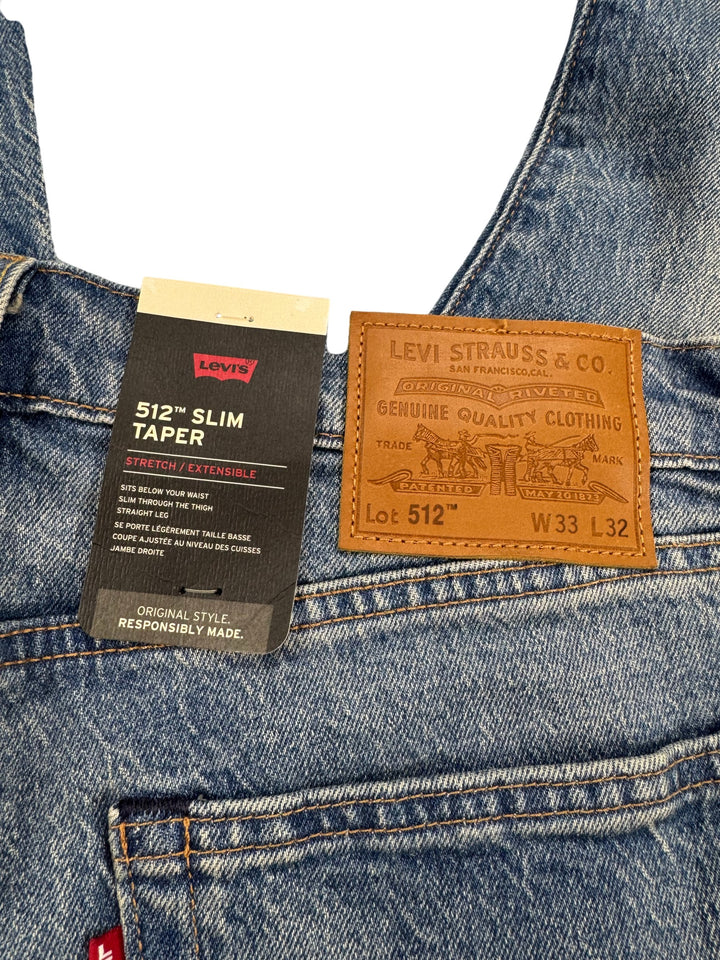 Levi's
512™ SLIM
TAPER
STRETCH / EXTENSIBLE
SITS BELOW YOUR WAIST
SLIM THROUGH THE THIGH
STRAIGHT LEG
SE PORTE LÉGÈREMENT TAILLE BASSE
COUPE AJUSTÉE AU NIVEAU DES CUISSES
JAMBE DROITE
ORIGINAL STYLE.
RESPONSIBLY MADE.
LEVI STRAUSS & CO.
SAN FRANCISCO, CAL.
ORIGINAL RIVETED
GENUINE QUALITY CLOTHING
TRADE MARK
PATENTED MAY 20 1873
Lot 512™ W33 L32
L